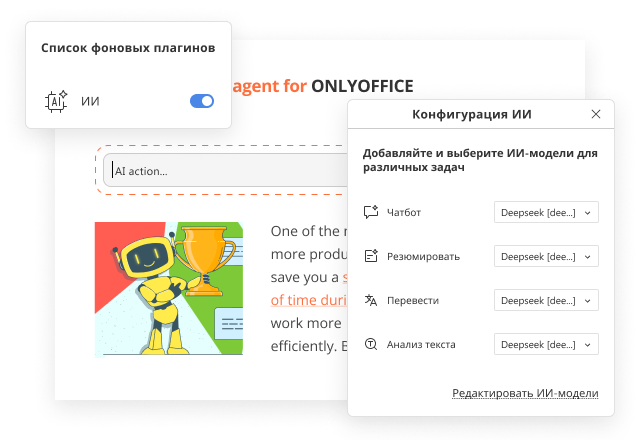 Список фоновых плагинов
AI
ИИ
agent for ONLYOFFICE
AI action...
One of the
more produ
save you a
of time duri
work more
efficiently.
Конфигурация ИИ
Добавляйте и выберите ИИ-модели для
различных задач
Чатбот
Deepseek [dee...]
Резюмировать
Deepseek [dee...]
Перевести
Deepseek [dee...]
Анализ текста
Deepseek [dee...]
Редактировать ИИ-модели